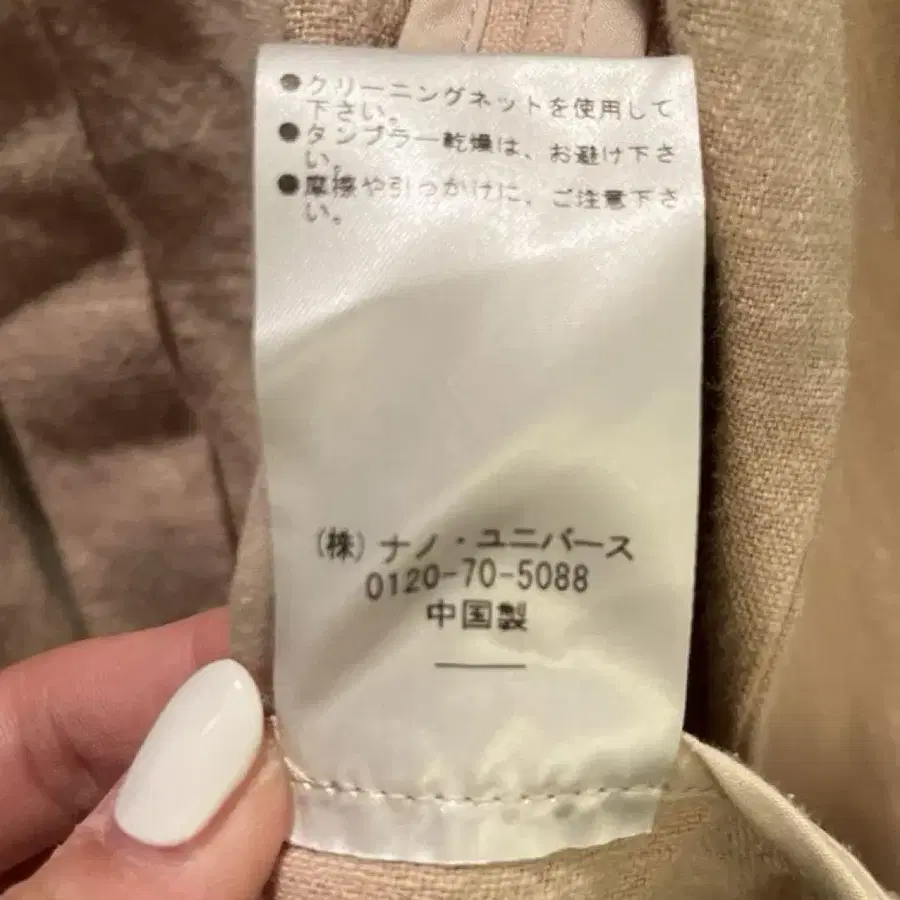 ●クリーニングネットを使用して
下さい。
●タンブラー乾燥は、お避け下さ
い。
●摩擦や引っかけに、ご注意下さ
い。
(株)ナノ・ユニバース
0120-70-5088
中国製